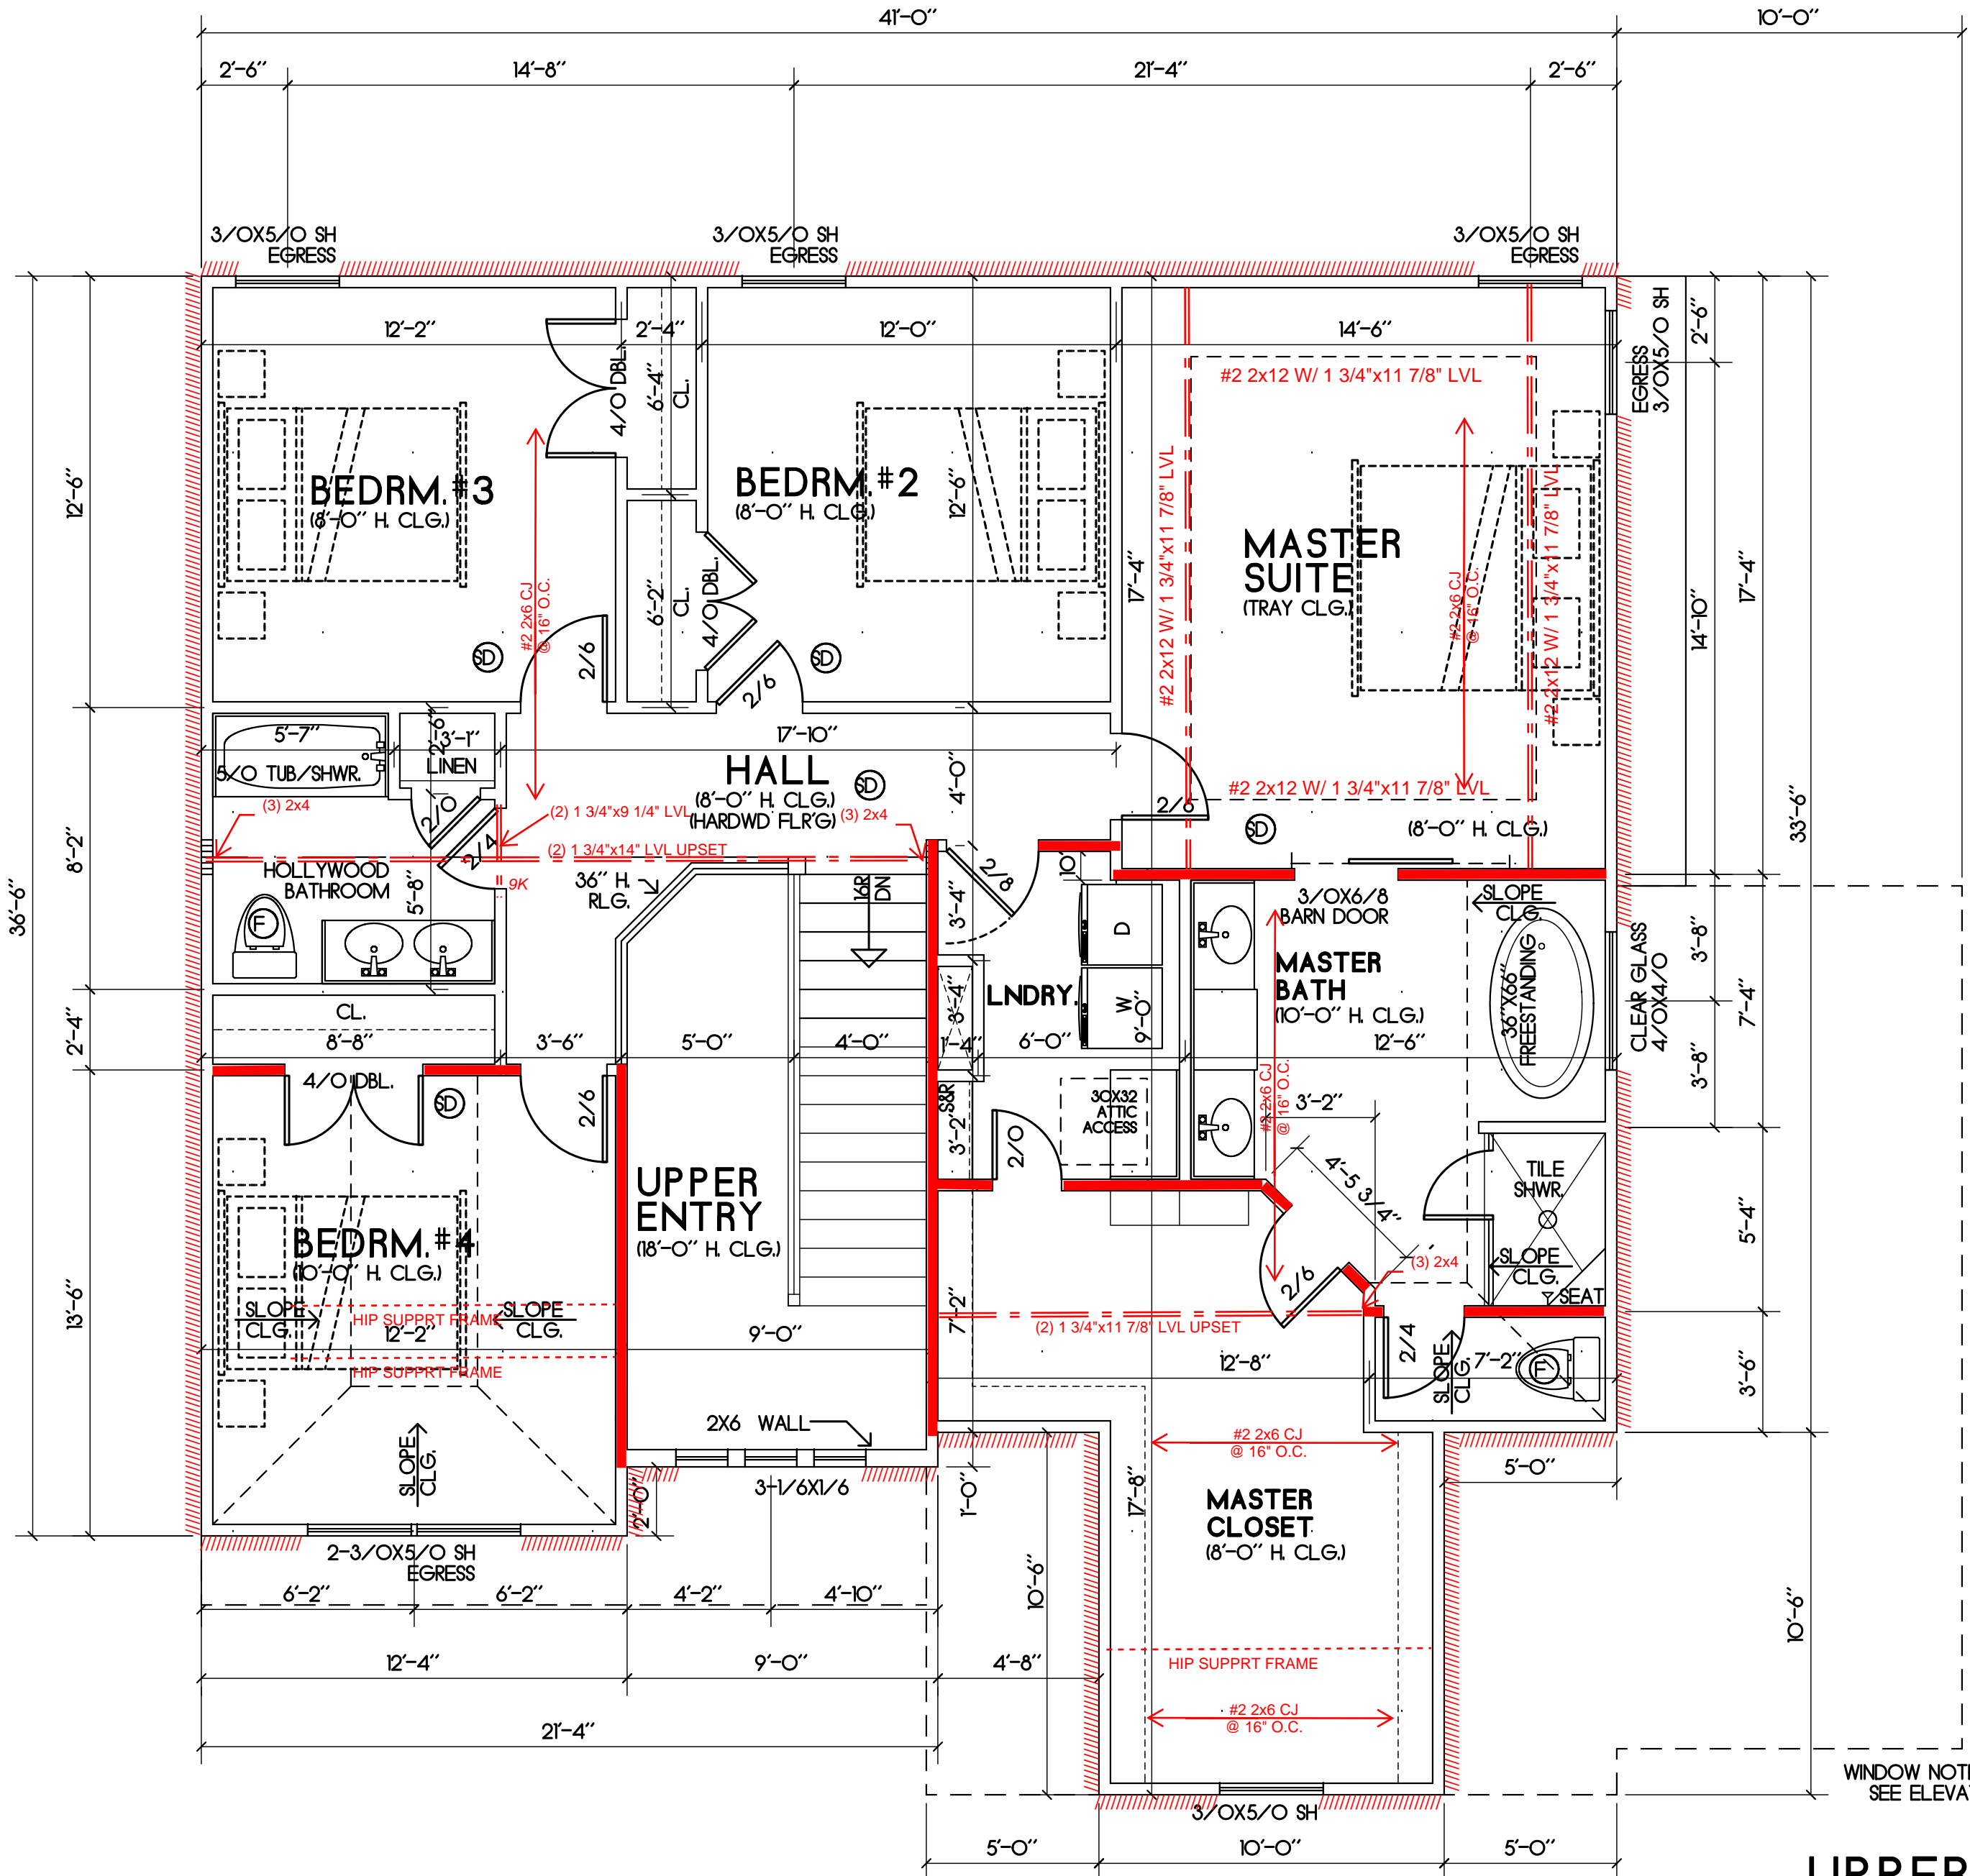 41'-0"
10'-0"
2'-6"
14'-8"
21'-4"
2'-6"
3/0X5/0 SH
EGRESS
3/0X5/0 SH
EGRESS
3/0X5/0 SH
EGRESS
12'-2"
2'-4"
12'-0"
14'-6"
EGRESS
3/0X5/0 SH
2'-6"
4/0 DBL.
6'-4"
CL.
#2 2x12 W/ 1 3/4"x11 7/8" LVL
BEDRM. #3
(8'-0" H. CLG.)
BEDRM. #2
(8'-0" H. CLG.)
12'-6"
12'-6"
MASTER
SUITE
(TRAY CLG.)
17'-4"
#2 2x12 W/ 1 3/4"x11 7/8" LVL
#2 2x6 CJ
@ 16" O.C.
#2 2x12 W/ 1 3/4"x11 7/8" LVL
14'-10"
17'-4"
33'-6"
#2 2x6 CJ
@ 16" O.C.
6'-2"
CL.
4/0 DBL.
SD
2/6
2/6
SD
5'-7"
2'-6"
3'-1"
LINEN
17'-10"
5/0 TUB/SHWR.
HALL
(8'-0" H. CLG.)
(HARDWD FLR'G)
SD
4'-0"
#2 2x12 W/ 1 3/4"x11 7/8" LVL
2/6
SD
(8'-0" H. CLG.)
(3) 2x4
2/0
2/4
(2) 1 3/4"x9 1/4" LVL
(3) 2x4
(2) 1 3/4"x14" LVL UPSET
8'-2"
36'-6"
HOLLYWOOD
BATHROOM
9K
5'-8"
36" H.
RLG.
16R
DN
2/8
10"
3'-4"
F
D
3/0X6/8
BARN DOOR
SLOPE
CLG.
MASTER
BATH
(10'-0" H. CLG.)
36"X66"
FREESTANDING
CLEAR GLASS
4/0X4/0
3'-8"
7'-4"
3'-8"
LNDRY.
3'-4"
W
9'-0"
CL.
2'-4"
8'-8"
3'-6"
5'-0"
4'-0"
1'-4"
6'-0"
12'-6"
4/0 DBL.
SD
2/6
S&R
3'-2"
2/0
30X32
ATTIC
ACCESS
#2 2x6 CJ
@ 16" O.C.
3'-2"
4'-5 3/4"
TILE
SHWR.
5'-4"
UPPER
ENTRY
(18'-0" H. CLG.)
BEDRM. #4
(10'-0" H. CLG.)
13'-6"
SLOPE
CLG.
SLOPE
CLG.
HIP SUPPRT FRAME
12'-2"
HIP SUPPRT FRAME
9'-0"
7'-2"
2/6
(3) 2x4
SLOPE
CLG.
SEAT
(2) 1 3/4"x11 7/8" LVL UPSET
12'-8"
2/4
SLOPE
CLG.
7'-2"
F
3'-6"
SLOPE
CLG.
2X6 WALL
#2 2x6 CJ
@ 16" O.C.
3-1/6X1/6
2'-0"
1'-0"
17'-8"
5'-0"
MASTER
CLOSET
(8'-0" H. CLG.)
2-3/0X5/0 SH
EGRESS
6'-2"
6'-2"
4'-2"
4'-10"
10'-6"
10'-6"
12'-4"
9'-0"
4'-8"
HIP SUPPRT FRAME
#2 2x6 CJ
@ 16" O.C.
21'-4"
WINDOW NOT
SEE ELEVAT
3/0X5/0 SH
5'-0"
10'-0"
5'-0"
UPPER